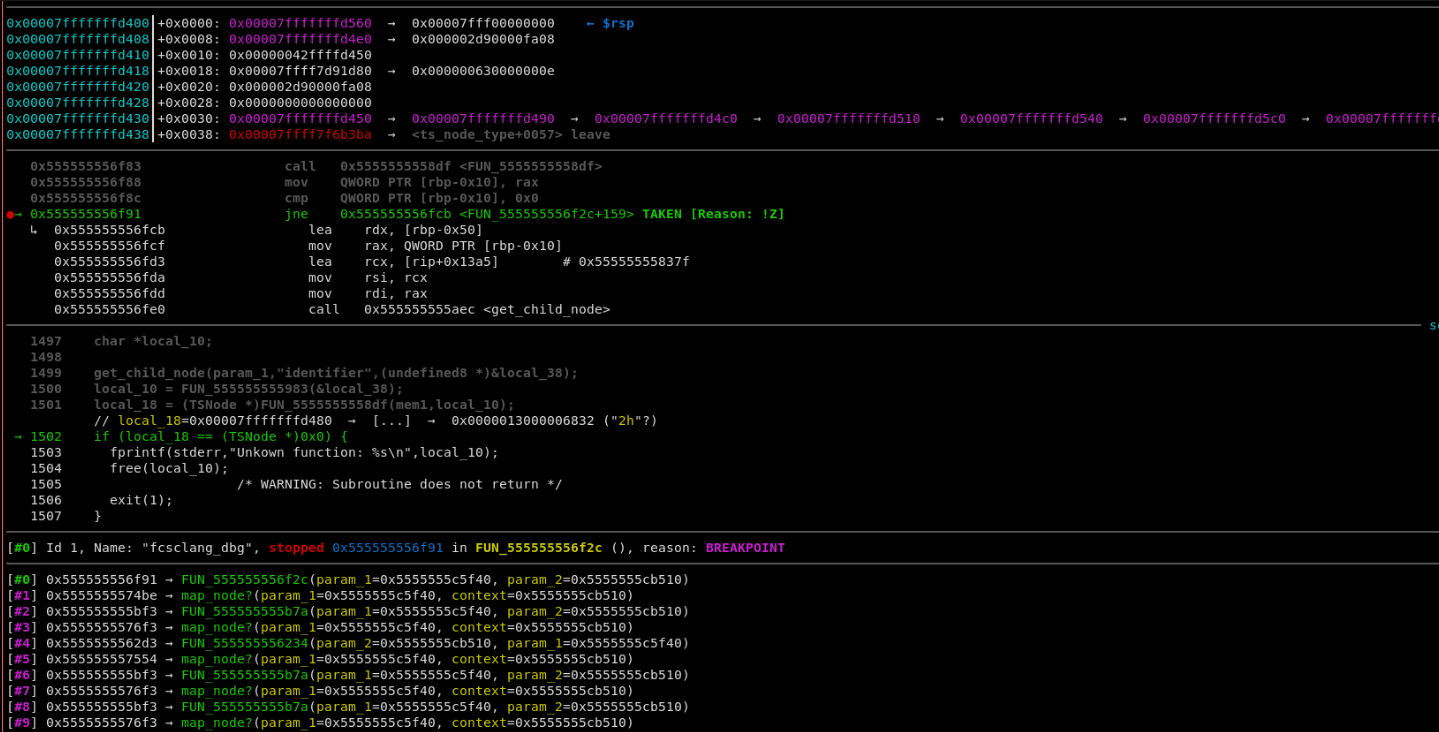 0x00007fffffffd400│+0x0000: 0x00007fffffffd560  →  0x00007fff00000000    ← $rsp
0x00007fffffffd408│+0x0008: 0x00007fffffffd4e0  →  0x000002d90000fa08
0x00007fffffffd410│+0x0010: 0x00000042ffffd450
0x00007fffffffd418│+0x0018: 0x00007ffff7d91d80  →  0x000000630000000e
0x00007fffffffd420│+0x0020: 0x000002d90000fa08
0x00007fffffffd428│+0x0028: 0x0000000000000000
0x00007fffffffd430│+0x0030: 0x00007fffffffd450  →  0x00007fffffffd490  →  0x00007fffffffd4c0  →  0x00007fffffffd510  →  0x00007fffffffd540  →  0x00007fffffffd5c0  →  0x00007fffffff
0x00007fffffffd438│+0x0038: 0x00007ffff7f6b3ba  →  <ts_node_type+0057> leave
0x555555556f83                  call   0x5555555558df <FUN_5555555558df>
0x555555556f88                  mov    QWORD PTR [rbp-0x10], rax
0x555555556f8c                  cmp    QWORD PTR [rbp-0x10], 0x0
●→ 0x555555556f91                  jne    0x555555556fcb <FUN_555555556f2c+159> TAKEN [Reason: !Z]
↳  0x555555556fcb                  lea    rdx, [rbp-0x50]
0x555555556fcf                  mov    rax, QWORD PTR [rbp-0x10]
0x555555556fd3                  lea    rcx, [rip+0x13a5]        # 0x55555555837f
0x555555556fda                  mov    rsi, rcx
0x555555556fdd                  mov    rdi, rax
0x555555556fe0                  call   0x555555555aec <get_child_node>
1497    char *local_10;
1498
1499    get_child_node(param_1,"identifier",(undefined8 *)&local_38);
1500    local_10 = FUN_555555555983(&local_38);
1501    local_18 = (TSNode *)FUN_5555555558df(mem1,local_10);
// local_18=0x00007fffffffd480  →  [...]  →  0x0000013000006832 ("2h"?)
→ 1502    if (local_18 == (TSNode *)0x0) {
1503      fprintf(stderr,"Unkown function: %s\n",local_10);
1504      free(local_10);
1505                      /* WARNING: Subroutine does not return */
1506      exit(1);
1507    }
[#0] Id 1, Name: "fcsclang_dbg", stopped 0x555555556f91 in FUN_555555556f2c (), reason: BREAKPOINT
[#0] 0x555555556f91 → FUN_555555556f2c(param_1=0x5555555c5f40, param_2=0x5555555cb510)
[#1] 0x5555555574be → map_node?(param_1=0x5555555c5f40, context=0x5555555cb510)
[#2] 0x555555555bf3 → FUN_555555555b7a(param_1=0x5555555c5f40, param_2=0x5555555cb510)
[#3] 0x5555555576f3 → map_node?(param_1=0x5555555c5f40, context=0x5555555cb510)
[#4] 0x5555555562d3 → FUN_555555556234(param_2=0x5555555cb510, param_1=0x5555555c5f40)
[#5] 0x555555557554 → map_node?(param_1=0x5555555c5f40, context=0x5555555cb510)
[#6] 0x555555555bf3 → FUN_555555555b7a(param_1=0x5555555c5f40, param_2=0x5555555cb510)
[#7] 0x5555555576f3 → map_node?(param_1=0x5555555c5f40, context=0x5555555cb510)
[#8] 0x555555555bf3 → FUN_555555555b7a(param_1=0x5555555c5f40, param_2=0x5555555cb510)
[#9] 0x5555555576f3 → map_node?(param_1=0x5555555c5f40, context=0x5555555cb510)